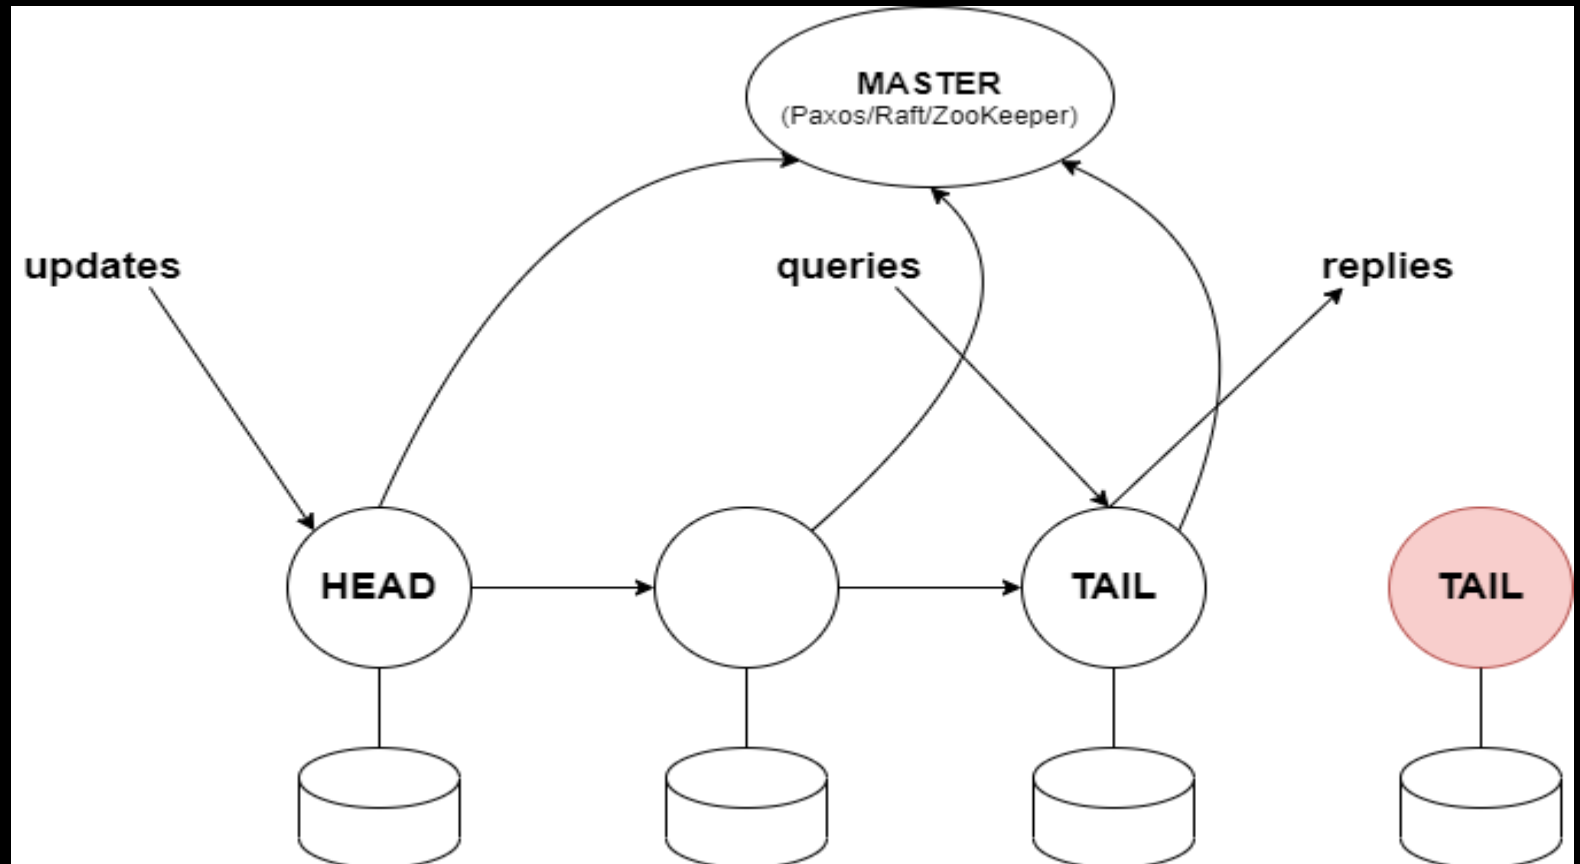 MASTER
(Paxos/Raft/ZooKeeper)
updates
queries
replies
HEAD
TAIL
TAIL